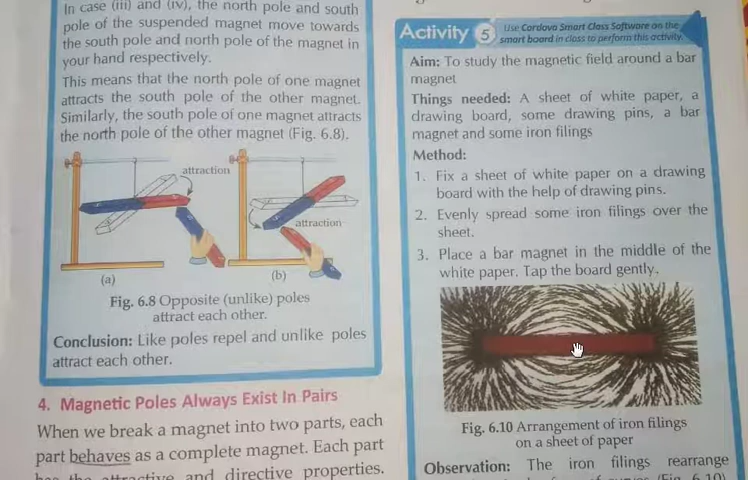 In case (iii) and (iv), the north pole and south
pole of the suspended magnet move towards
the south pole and north pole of the magnet in
your hand respectively.
This means that the north pole of one magnet
attracts the south pole of the other magnet.
Similarly, the south pole of one magnet attracts
the north pole of the other magnet (Fig. 6.8).
attraction
attraction
(a)
(b)
Fig. 6.8 Opposite (unlike) poles
attract each other.
Conclusion: Like poles repel and unlike poles
attract each other.
4. Magnetic Poles Always Exist In Pairs
When we break a magnet into two parts, each
part behaves as a complete magnet. Each part
has the attractive and directive properties.
Activity 5
Use Cordova Smart Class Software on the
smart board in class to perform this activity.
Aim: To study the magnetic field around a bar
magnet
Things needed: A sheet of white paper, a
drawing board, some drawing pins, a bar
magnet and some iron filings
Method:
1. Fix a sheet of white paper on a drawing
board with the help of drawing pins.
2. Evenly spread some iron filings over the
sheet.
3. Place a bar magnet in the middle of the
white paper. Tap the board gently.
Fig. 6.10 Arrangement of iron filings
on a sheet of paper
Observation: The iron filings rearrange
(Fig. 6.10)